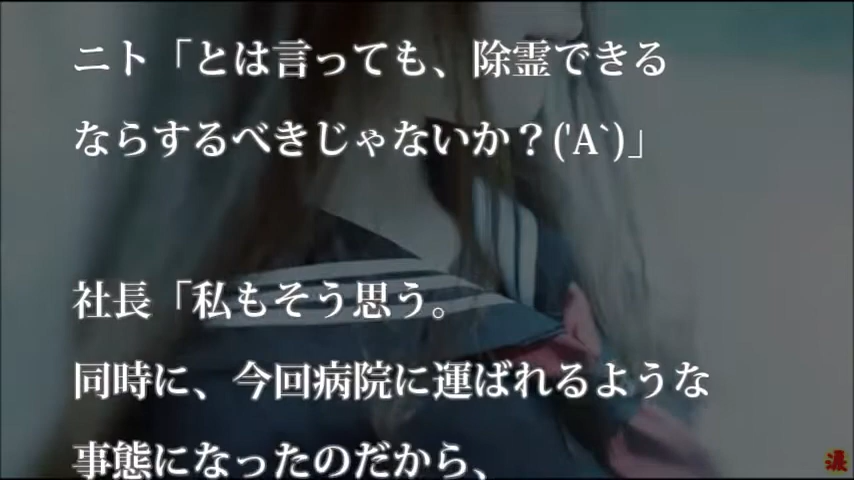 ニト「とは言っても、除霊できる
ならするべきじゃないか？('A`)」
社長「私もそう思う。
同時に、今回病院に運ばれるような
事態になったのだから、
涙